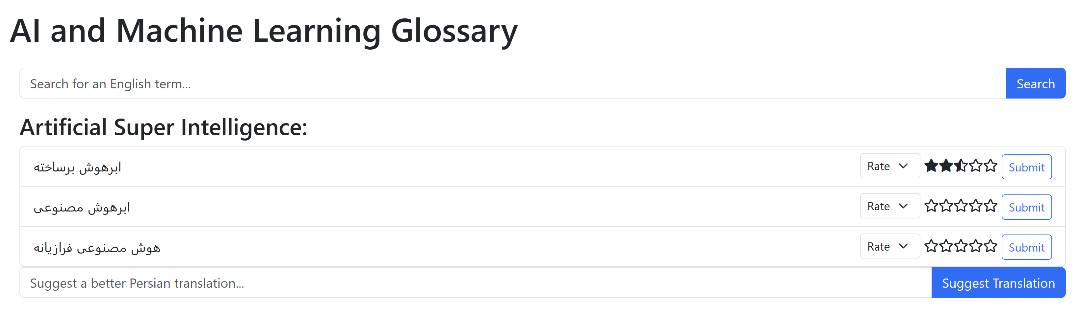 AI and Machine Learning Glossary
Search for an English term...
Search
Artificial Super Intelligence:
ابرهوش برساخته
Rate
Submit
ابرهوش مصنوعی
Rate
Submit
هوش مصنوعی فرازیانه
Rate
Submit
Suggest a better Persian translation...
Suggest Translation